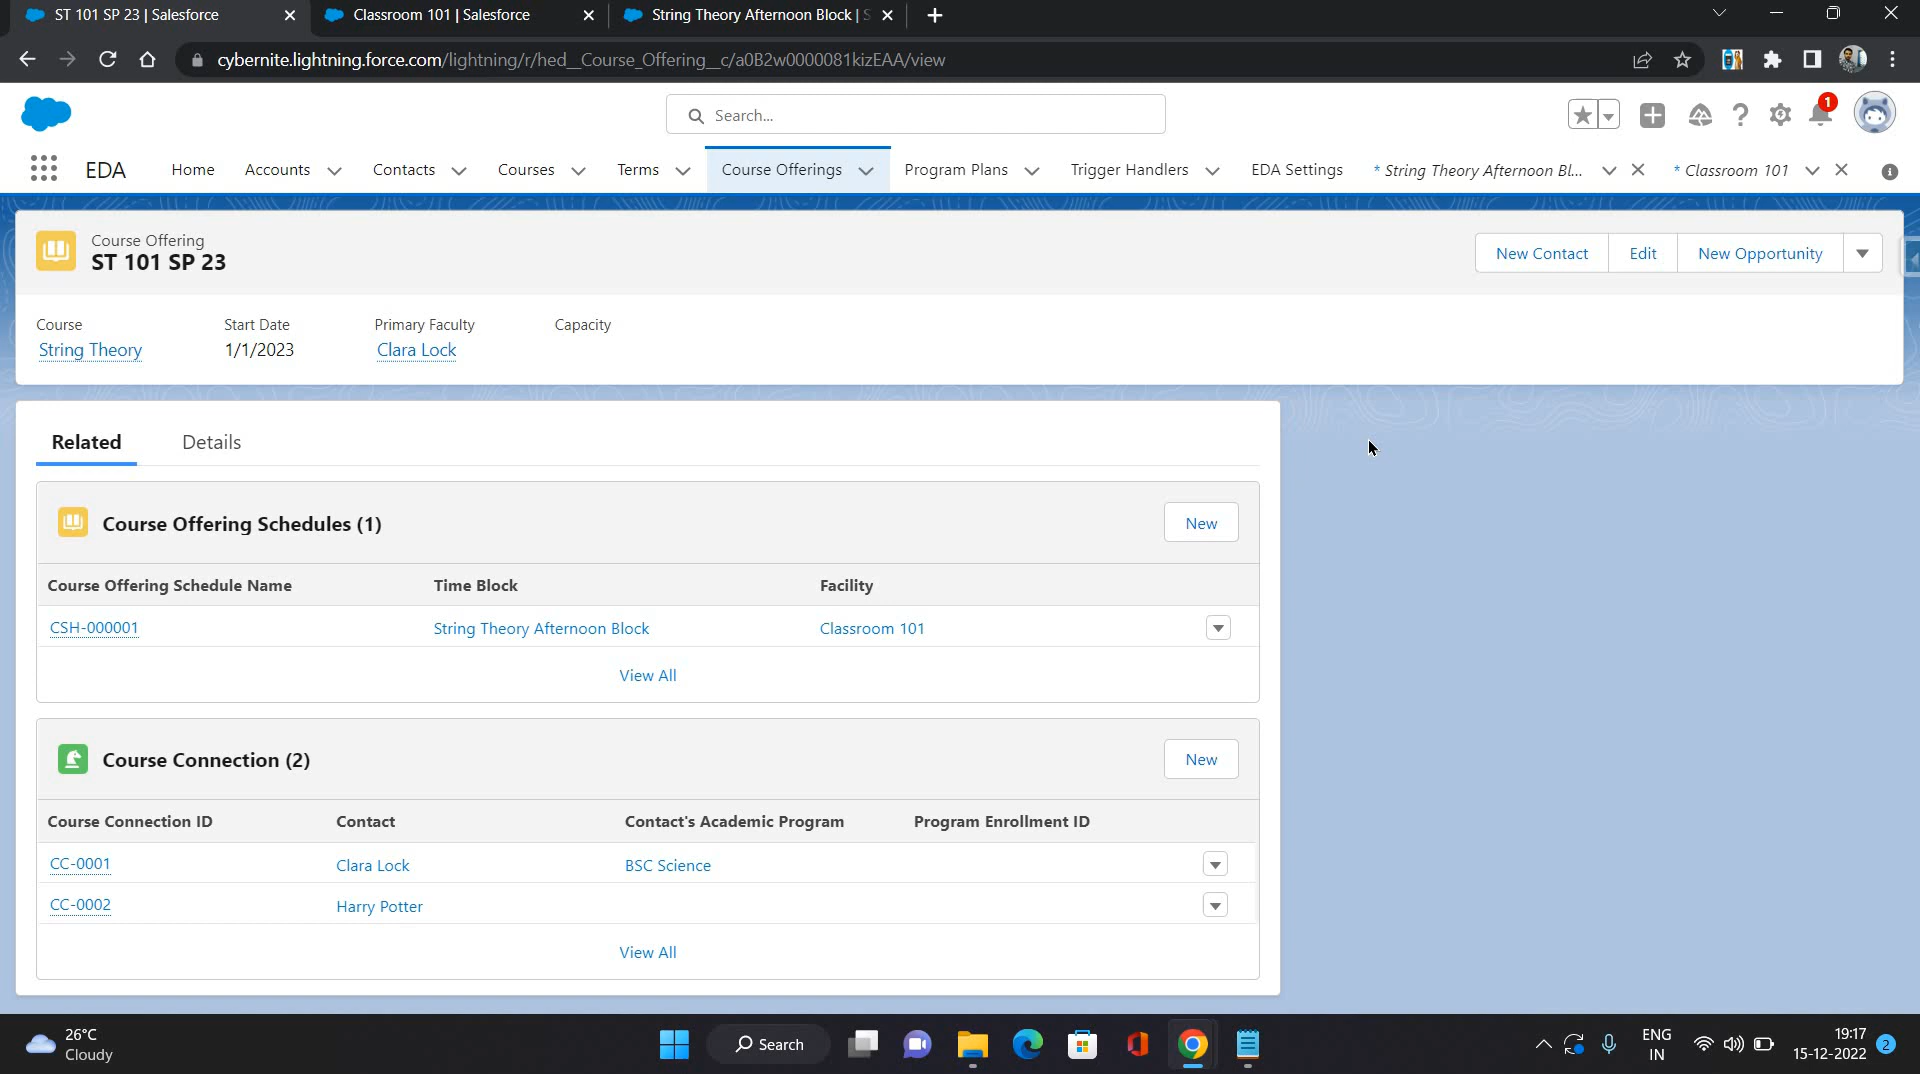 ST 101 SP 23 | Salesforce
Classroom 101 | Salesforce
String Theory Afternoon Block | S
cybernite.lightning.force.com/lightning/r/hed__Course_Offering__c/a0B2w0000081kizEAA/view
Search...
1
EDA
Home
Accounts
Contacts
Courses
Terms
Course Offerings
Program Plans
Trigger Handlers
EDA Settings
* String Theory Afternoon Bl...
* Classroom 101
Course Offering
ST 101 SP 23
New Contact
Edit
New Opportunity
Course
Start Date
Primary Faculty
Capacity
String Theory
1/1/2023
Clara Lock
Related
Details
Course Offering Schedules (1)
New
Course Offering Schedule Name
Time Block
Facility
CSH-000001
String Theory Afternoon Block
Classroom 101
View All
Course Connection (2)
New
Course Connection ID
Contact
Contact's Academic Program
Program Enrollment ID
CC-0001
Clara Lock
BSC Science
CC-0002
Harry Potter
View All
26°C
Cloudy
Search
ENG
IN
19:17
15-12-2022
2